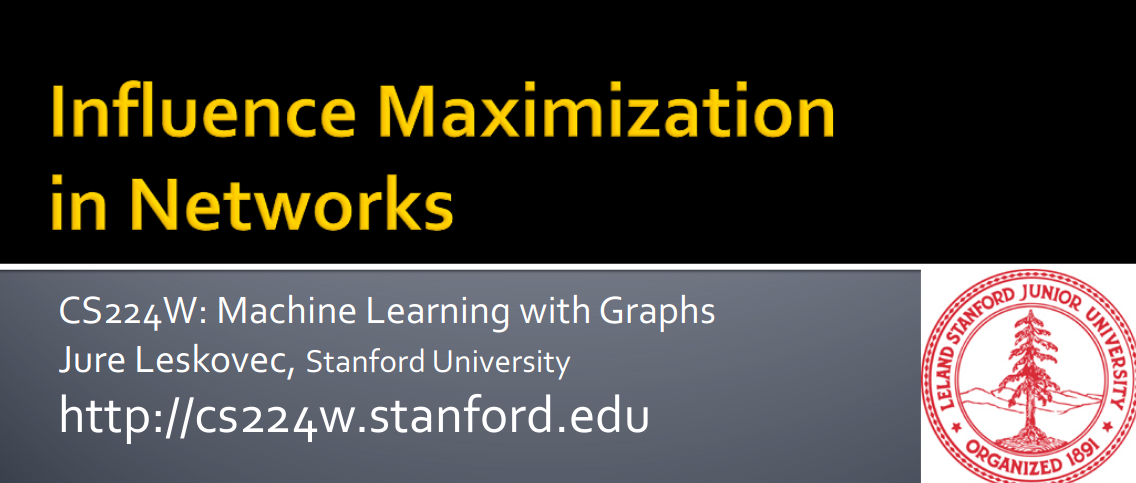 Influence Maximization
in Networks
CS224W: Machine Learning with Graphs
Jure Leskovec, Stanford University
http://cs224w.stanford.edu
LELAND STANFORD JUNIOR UNIVERSITY
ORGANIZED 1891